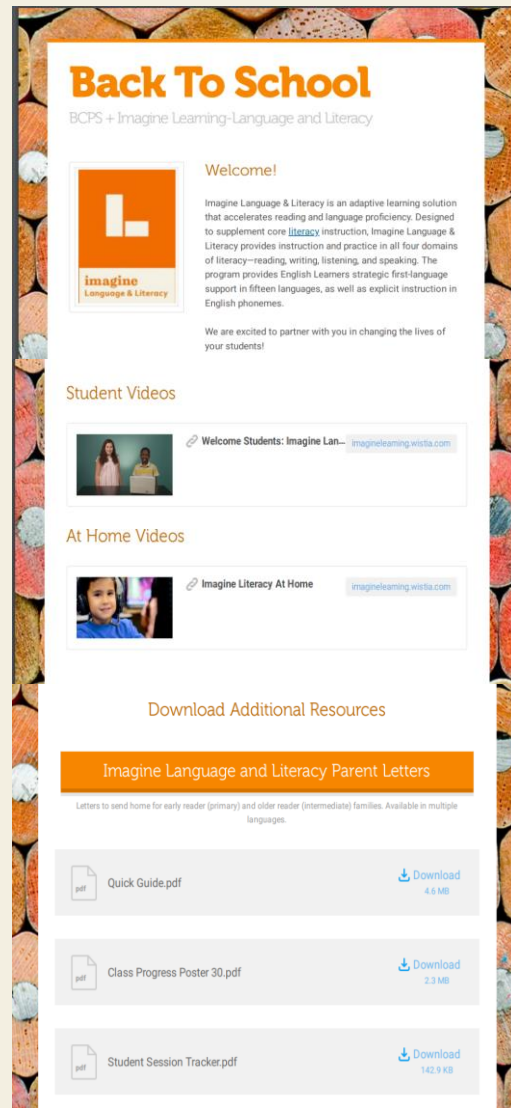 Back To School
BCPS + Imagine Learning-Language and Literacy
Welcome!
Imagine Language & Literacy is an adaptive learning solution
that accelerates reading and language proficiency. Designed
to supplement core literacy instruction, Imagine Language &
Literacy provides instruction and practice in all four domains
of literacy—reading, writing, listening, and speaking. The
program provides English Learners strategic first-language
support in fifteen languages, as well as explicit instruction in
English phonemes.
We are excited to partner with you in changing the lives of
your students!
imagine
Language & Literacy
Student Videos
Welcome Students: Imagine Lan... imaginelearning.wistia.com
At Home Videos
Imagine Literacy At Home imaginelearning.wistia.com
Download Additional Resources
Imagine Language and Literacy Parent Letters
Letters to send home for early reader (primary) and older reader (intermediate) families. Available in multiple
languages.
pdf Quick Guide.pdf Download
4.6 MB
pdf Class Progress Poster 30.pdf Download
2.3 MB
pdf Student Session Tracker.pdf Download
142.9 KB